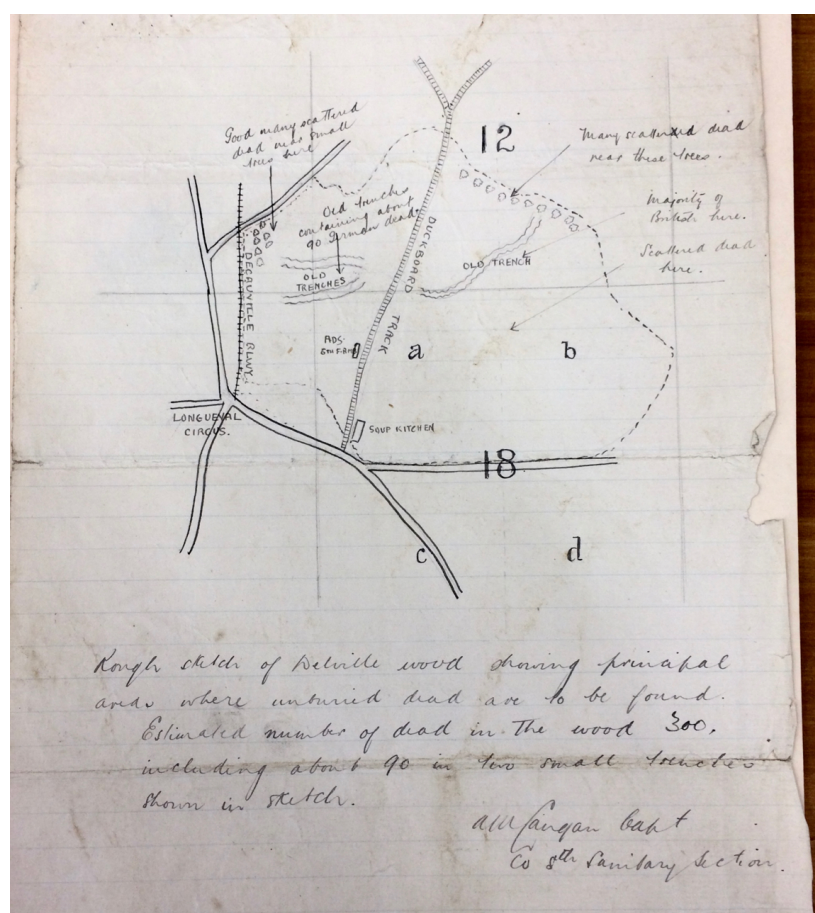 Good many scattered
dead near small
trees here
12
Many scattered dead
near these trees.
Old trenches
containing about
90 German dead
Majority of
British here.
Scattered dead
here.
DUCKBOARD TRACK
OLD TRENCH
OLD
TRENCHES
DECAUVILLE RLWY.
ADS
a
b
LONGUEVAL
CIRCUS.
SOUP KITCHEN
18
c
d
Rough sketch of Delville wood showing principal
areas where unburied dead are to be found.
Estimated number of dead in the wood 300.
including about 90 in two small trenches
shown in sketch.
Capt
Co 8th Sanitary Section.